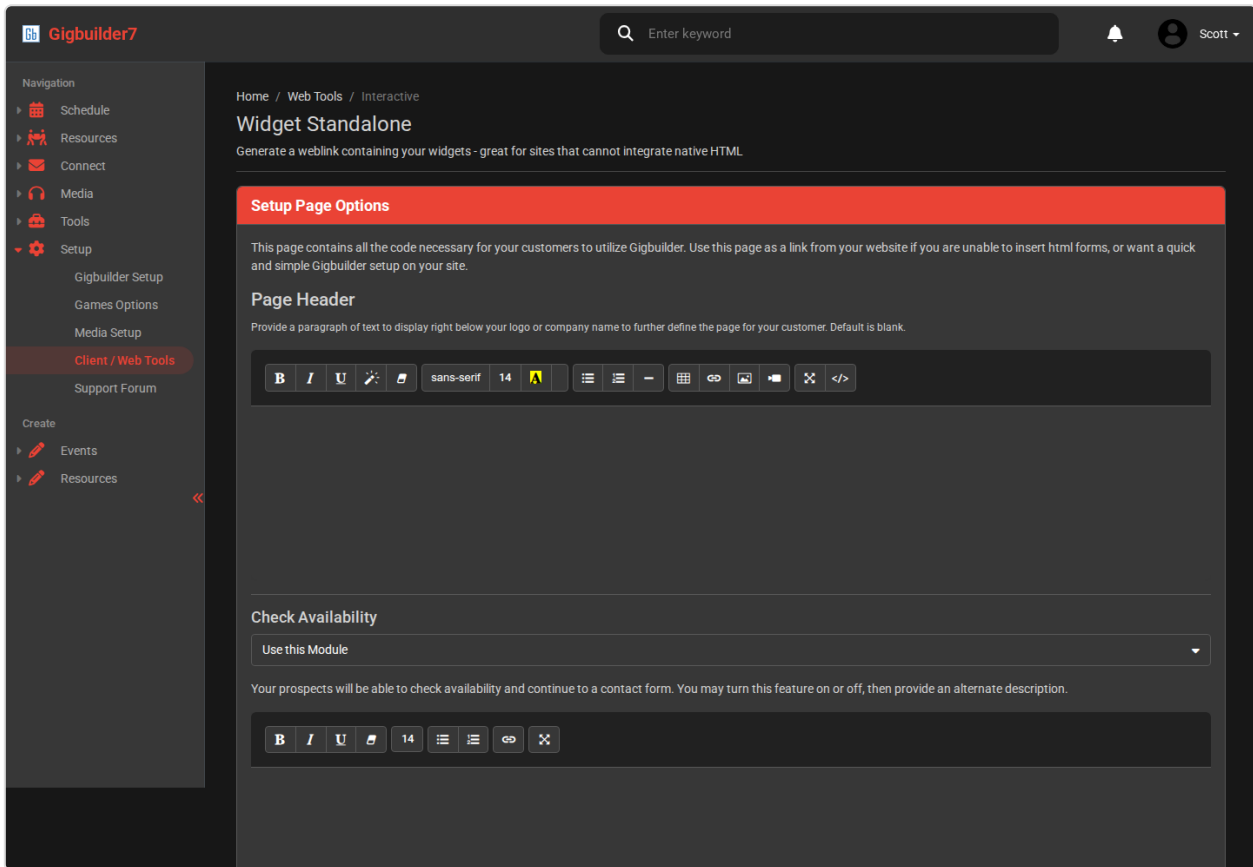 Gb Gigbuilder7
Enter keyword
Scott
Navigation
Schedule
Resources
Connect
Media
Tools
Setup
Gigbuilder Setup
Games Options
Media Setup
Client / Web Tools
Support Forum
Create
Events
Resources
Home / Web Tools / Interactive
Widget Standalone
Generate a weblink containing your widgets - great for sites that cannot integrate native HTML
Setup Page Options
This page contains all the code necessary for your customers to utilize Gigbuilder. Use this page as a link from your website if you are unable to insert html forms, or want a quick
and simple Gigbuilder setup on your site.
Page Header
Provide a paragraph of text to display right below your logo or company name to further define the page for your customer. Default is blank.
B I U sans-serif 14 A </>
Check Availability
Use this Module
Your prospects will be able to check availability and continue to a contact form. You may turn this feature on or off, then provide an alternate description.
B I U 14